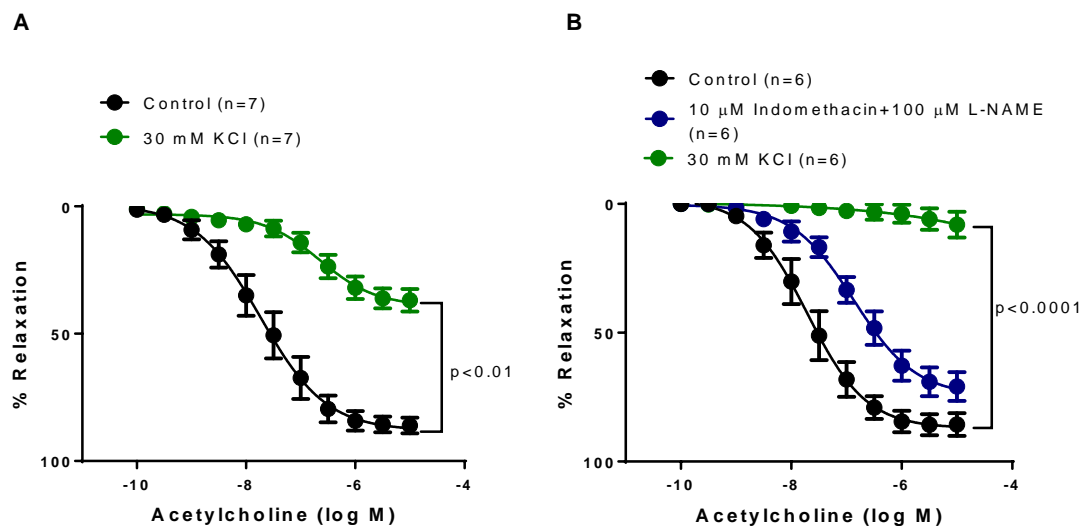 A
Control (n=7)
30 mM KCl (n=7)
0
50
100
% Relaxation
-10
-8
-6
-4
Acetylcholine (log M)
p<0.01
B
Control (n=6)
10 μM Indomethacin+100 μM L-NAME
(n=6)
30 mM KCl (n=6)
0
50
100
% Relaxation
-10
-8
-6
-4
Acetylcholine (log M)
p<0.0001